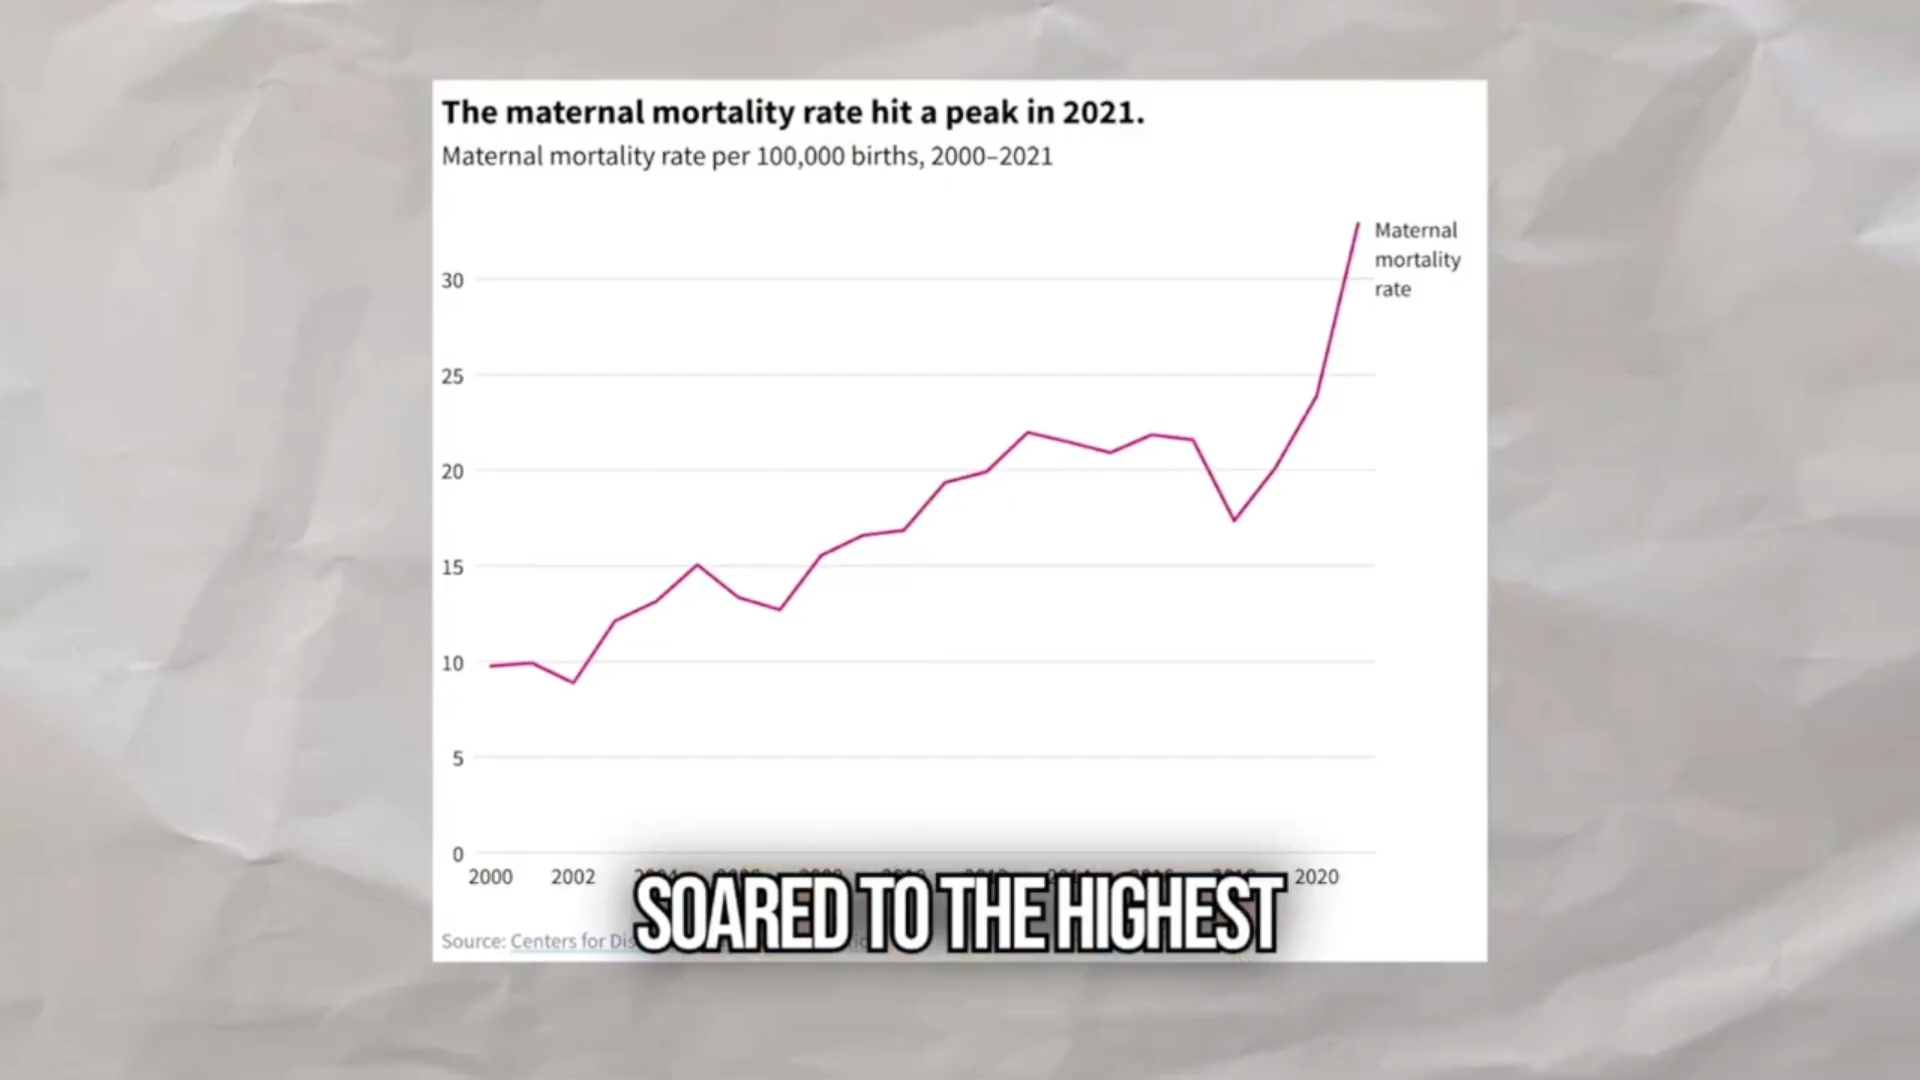 The maternal mortality rate hit a peak in 2021.
Maternal mortality rate per 100,000 births, 2000–2021
Maternal
mortality
rate
30
25
20
15
10
5
0
2000 2002 2020
SOARED TO THE HIGHEST
Source: Centers for